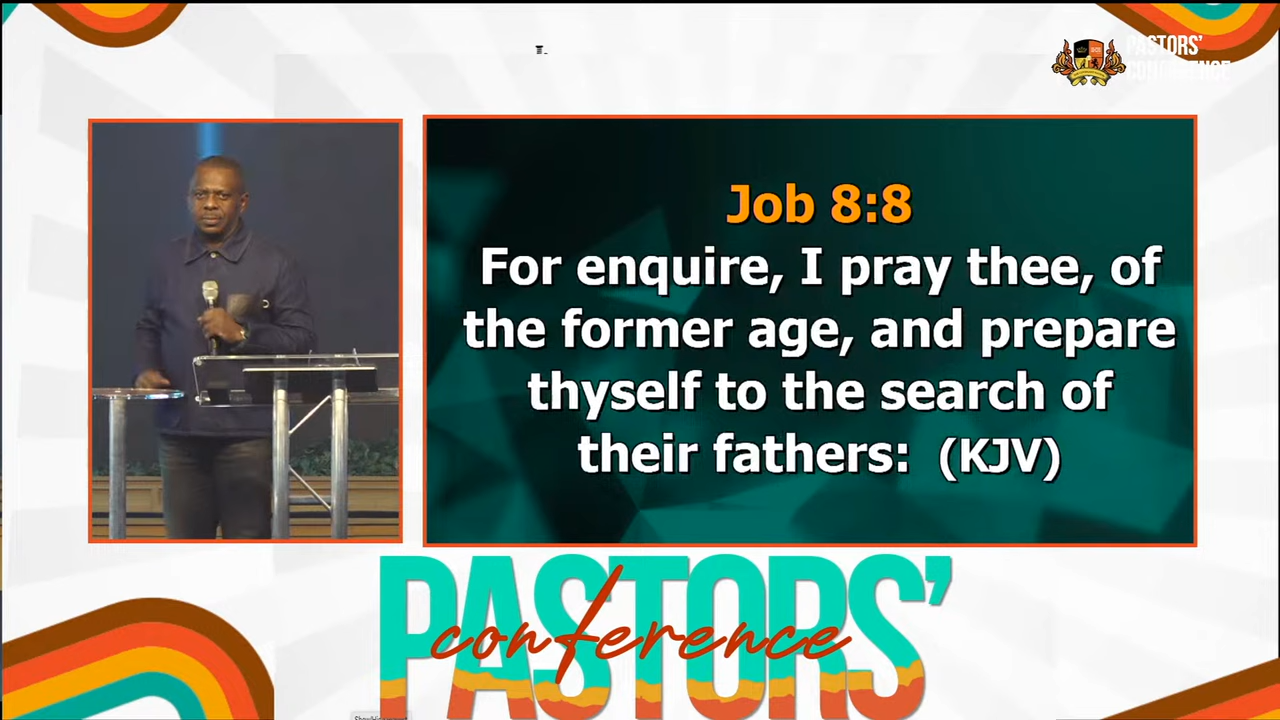 PASTORS'
CONFERENCE
Job 8:8
For enquire, I pray thee, of
the former age, and prepare
thyself to the search of
their fathers:  (KJV)
PASTORS'
conference